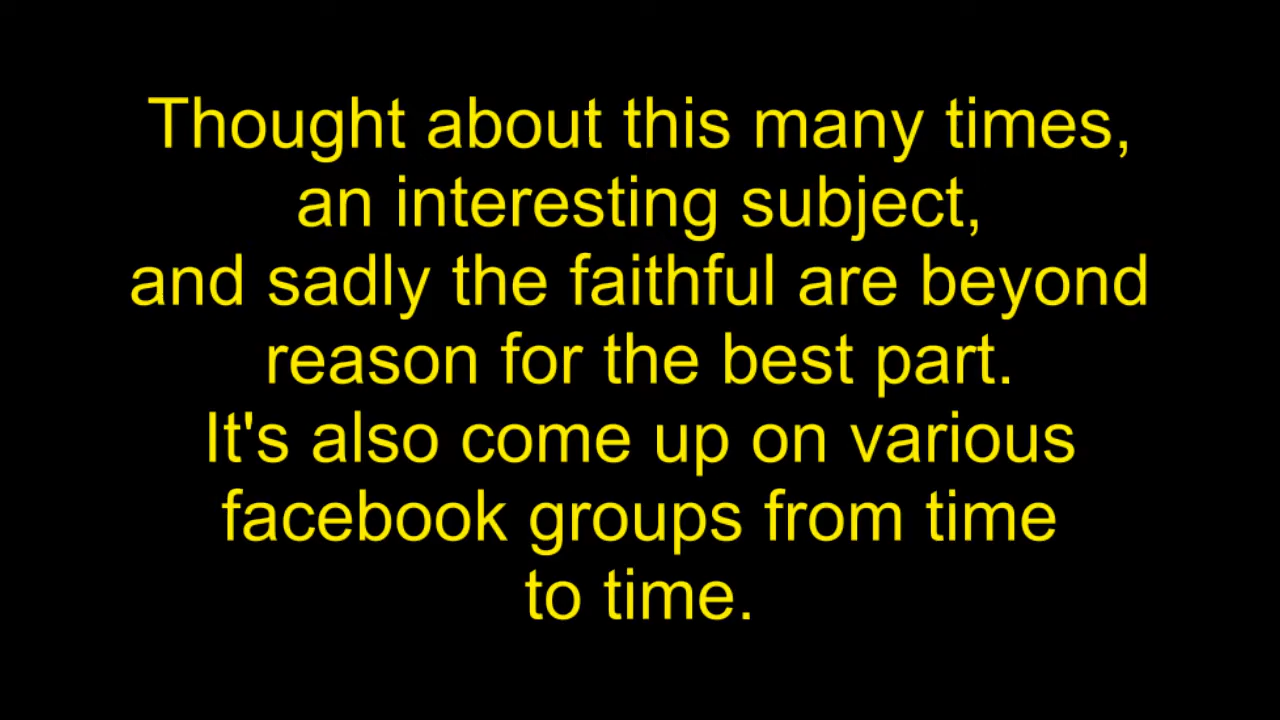 Thought about this many times,
an interesting subject,
and sadly the faithful are beyond
reason for the best part.
It's also come up on various
facebook groups from time
to time.